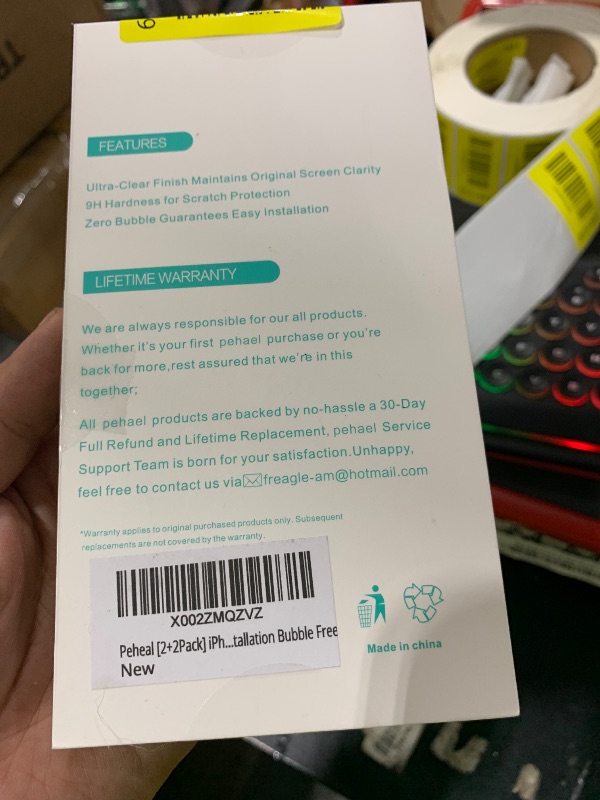 FEATURES
Ultra-Clear Finish Maintains Original Screen Clarity
9H Hardness for Scratch Protection
Zero Bubble Guarantees Easy Installation
LIFETIME WARRANTY
We are always responsible for our all products.
Whether it's your first pehael purchase or you're
back for more,rest assured that we're in this
together;
All pehael products are backed by no-hassle a 30-Day
Full Refund and Lifetime Replacement, pehael Service
Support Team is born for your satisfaction.Unhappy,
feel free to contact us via freagle-am@hotmail.com
*Warranty applies to original purchased products only. Subsequent
replacements are not covered by the warranty.
X002ZMQZVZ
Peheal [2+2Pack] iPh...tallation Bubble Free
New
Made in china